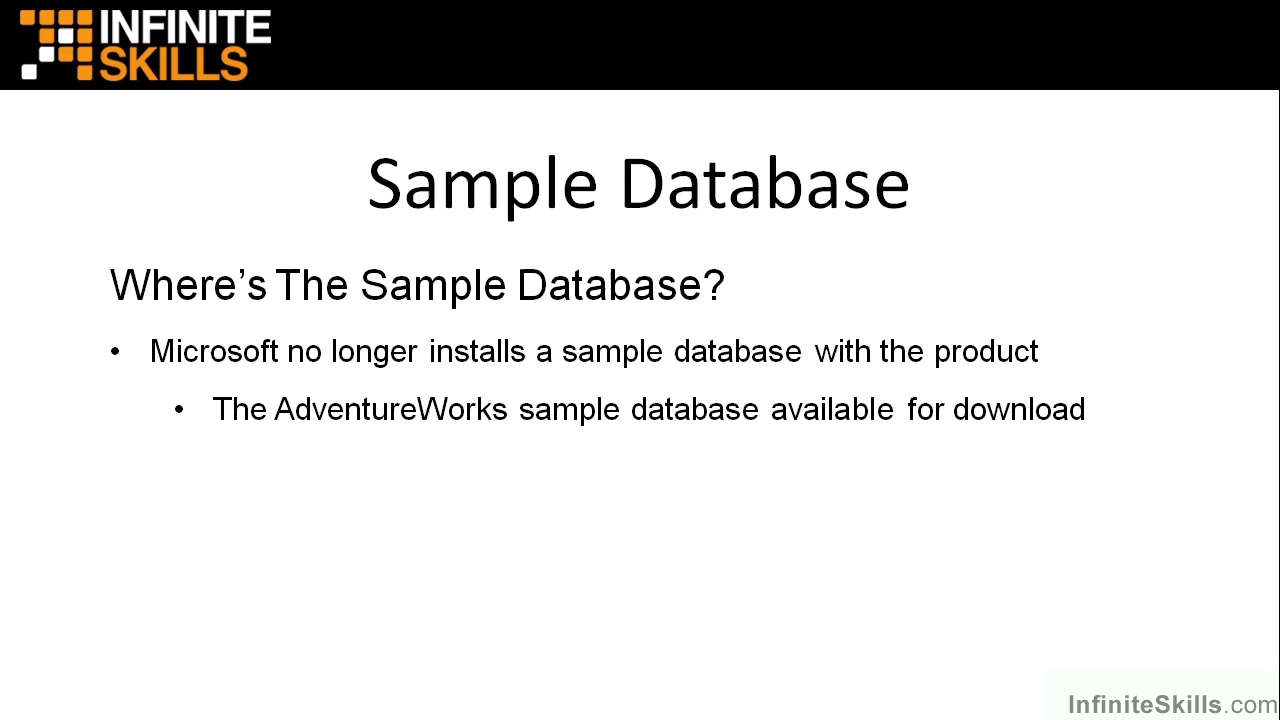 INFINITE
SKILLS
Sample Database
Where’s The Sample Database?
• Microsoft no longer installs a sample database with the product
• The AdventureWorks sample database available for download
InfiniteSkills.com